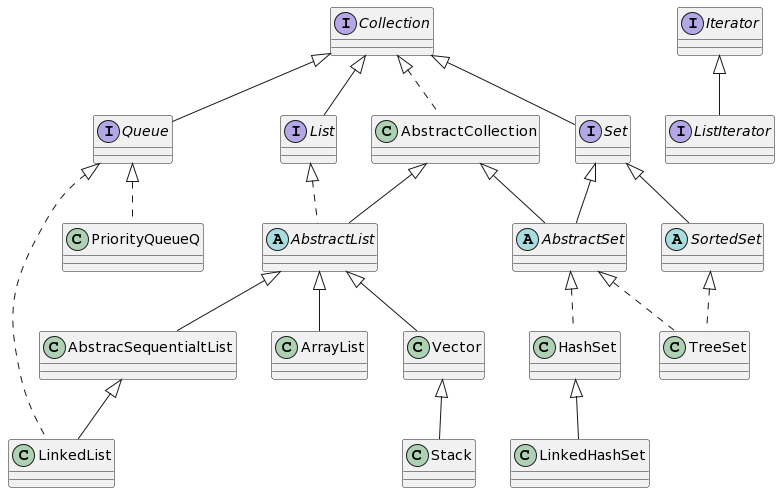 I Collection
I Iterator
I Queue
I List
C AbstractCollection
I Set
I ListIterator
C PriorityQueueQ
A AbstractList
A AbstractSet
A SortedSet
C AbstracSequentialtList
C ArrayList
C Vector
C HashSet
C TreeSet
C LinkedList
C Stack
C LinkedHashSet